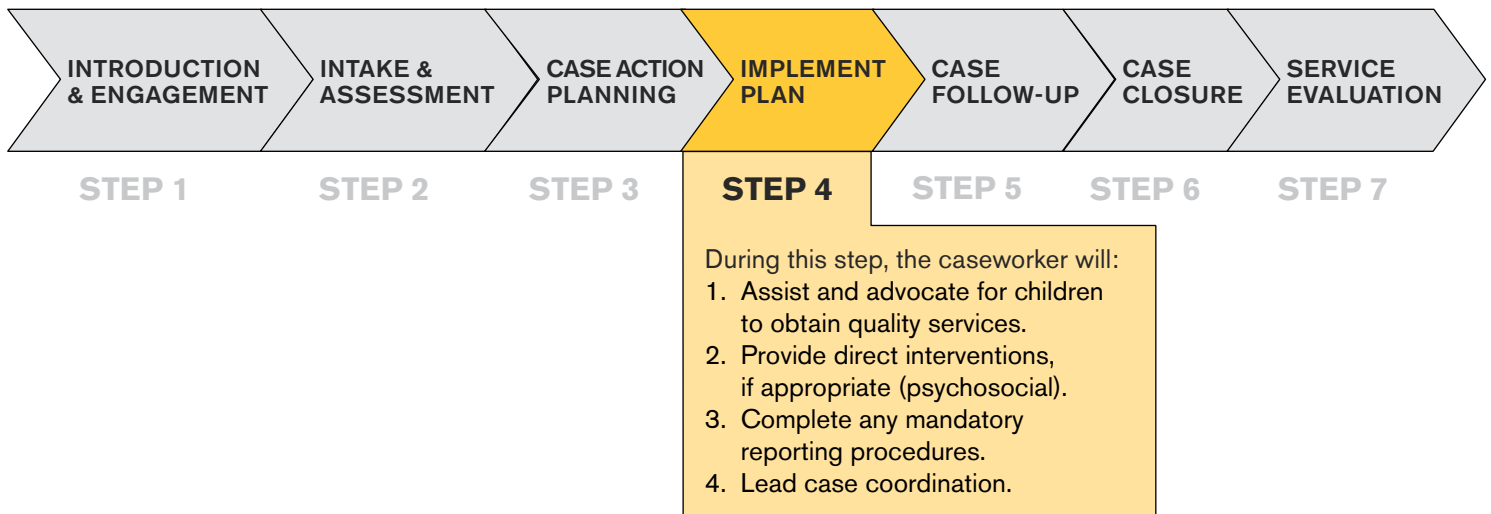 INTRODUCTION
& ENGAGEMENT
INTAKE &
ASSESSMENT
CASE ACTION
PLANNING
IMPLEMENT
PLAN
CASE
FOLLOW-UP
CASE
CLOSURE
SERVICE
EVALUATION
STEP 1
STEP 2
STEP 3
STEP 4
STEP 5
STEP 6
STEP 7
During this step, the caseworker will:
1. Assist and advocate for children
to obtain quality services.
2. Provide direct interventions,
if appropriate (psychosocial).
3. Complete any mandatory
reporting procedures.
4. Lead case coordination.